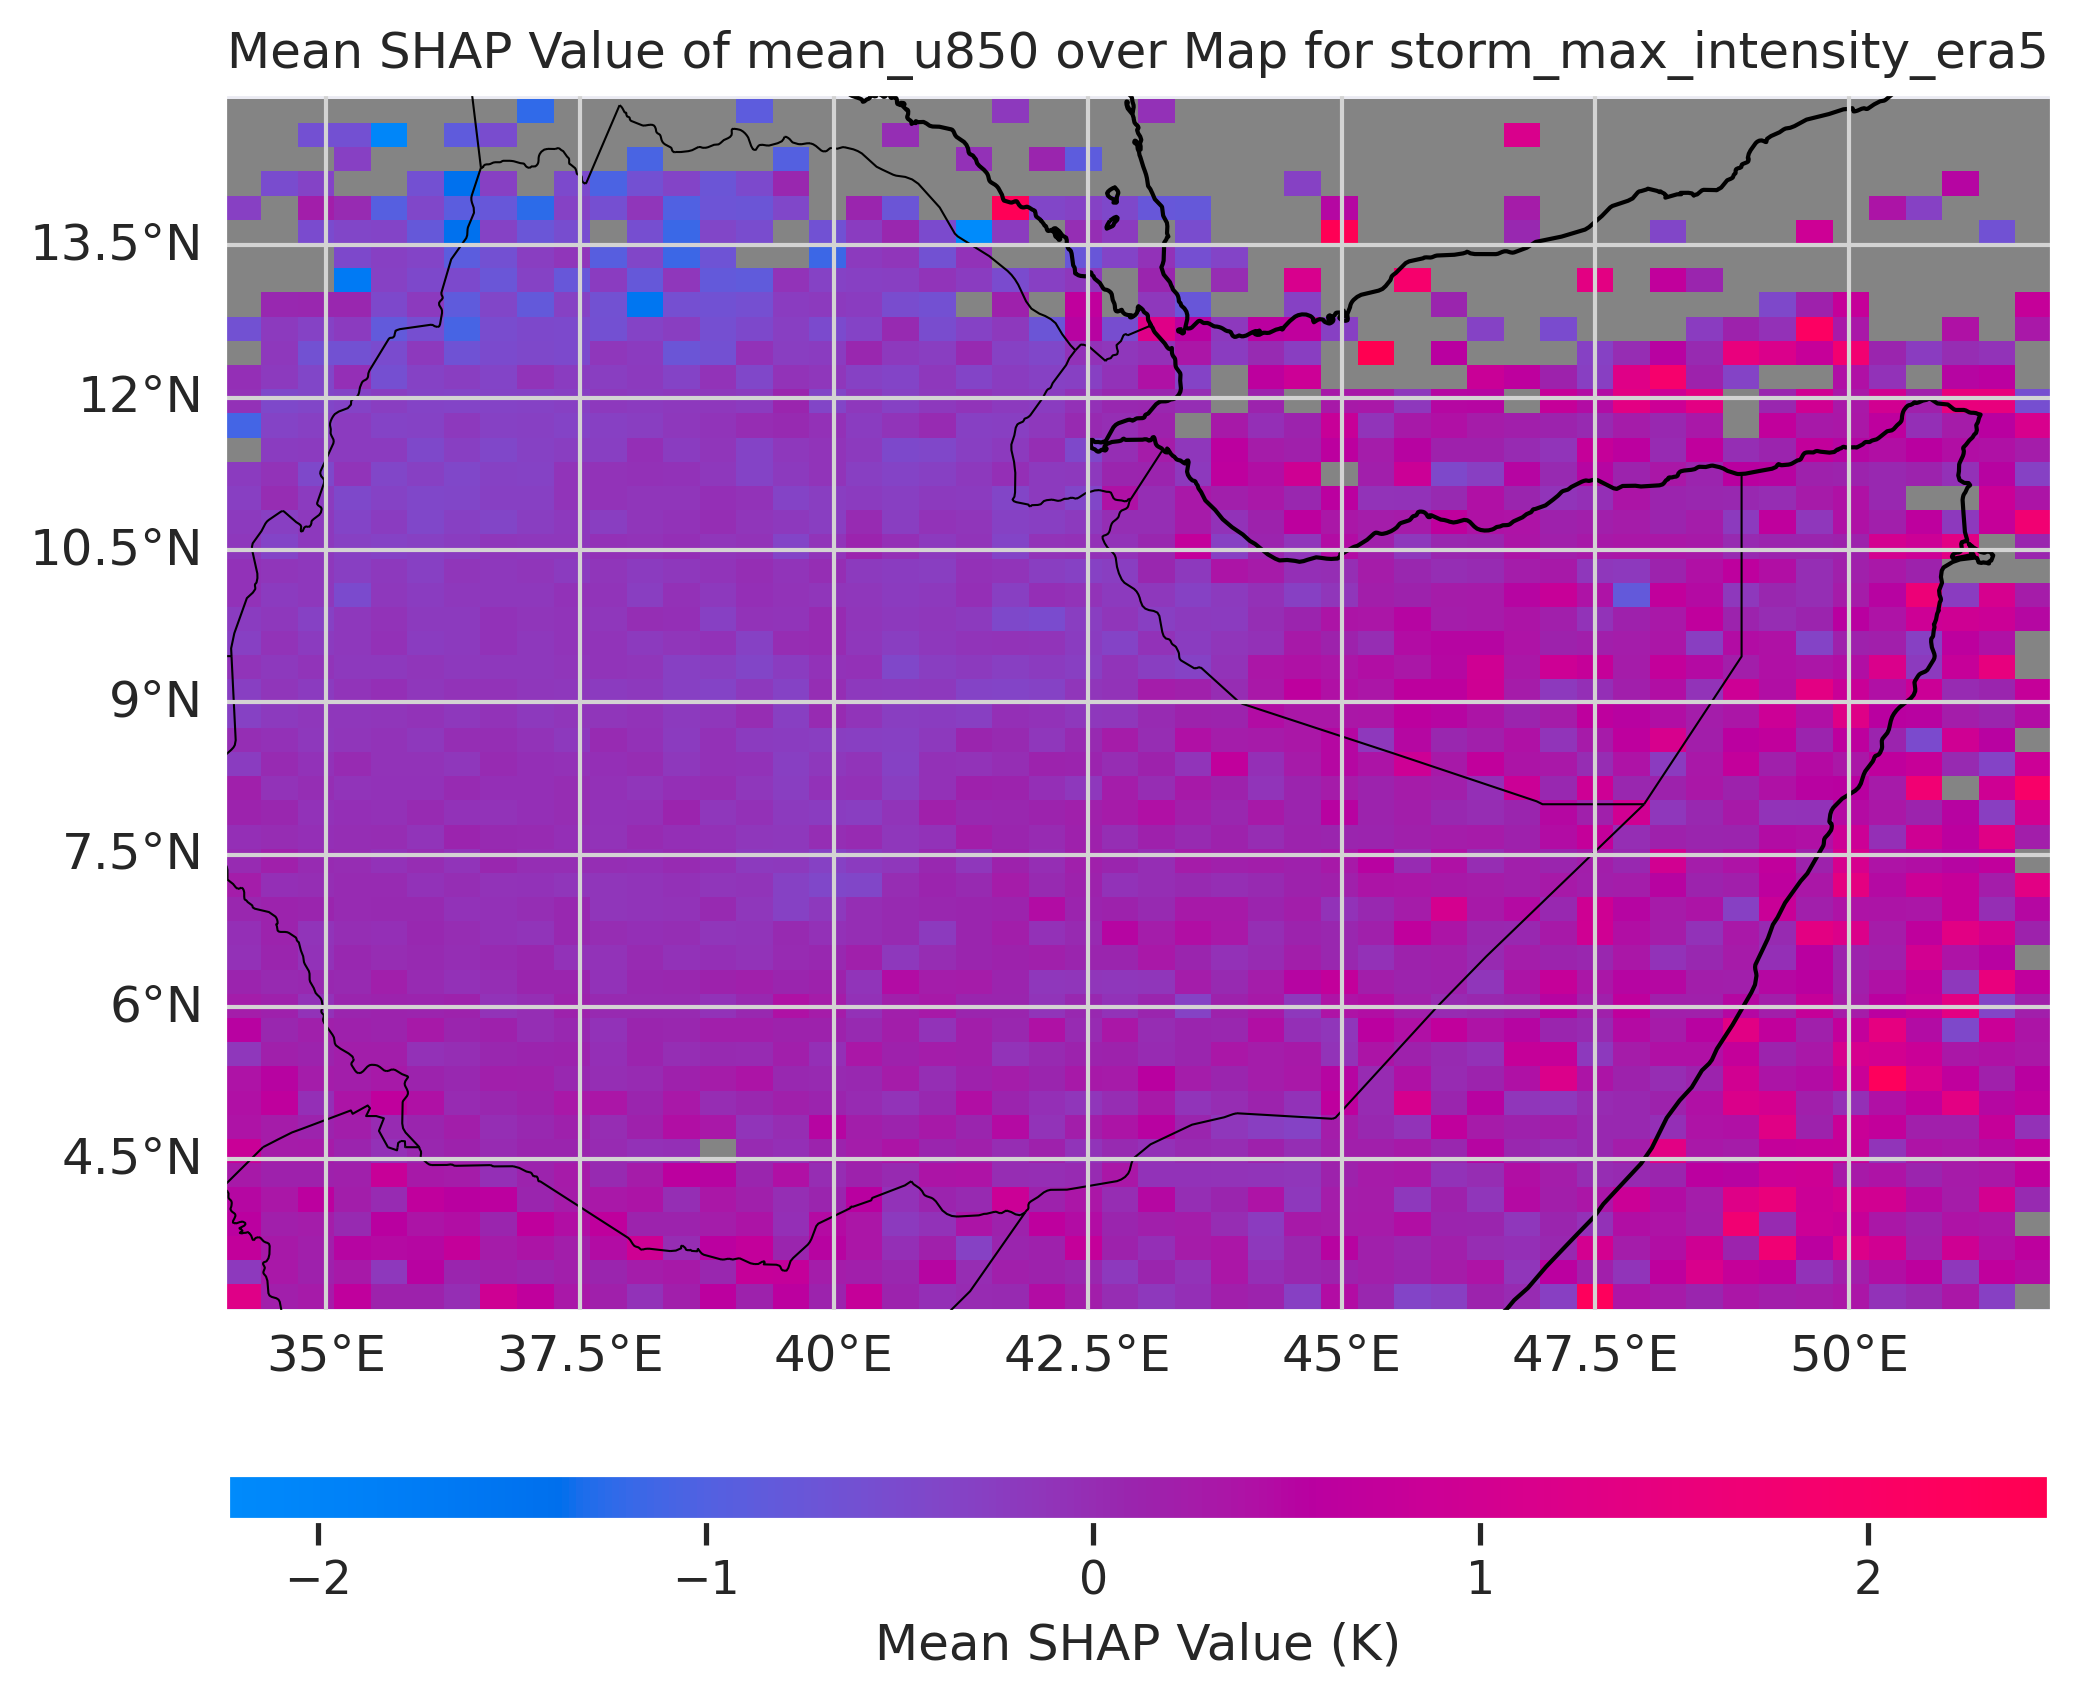 Mean SHAP Value of mean_u850 over Map for storm_max_intensity_era5
13.5°N
12°N
10.5°N
9°N
7.5°N
6°N
4.5°N
35°E 37.5°E 40°E 42.5°E 45°E 47.5°E 50°E
−2 −1 0 1 2
Mean SHAP Value (K)